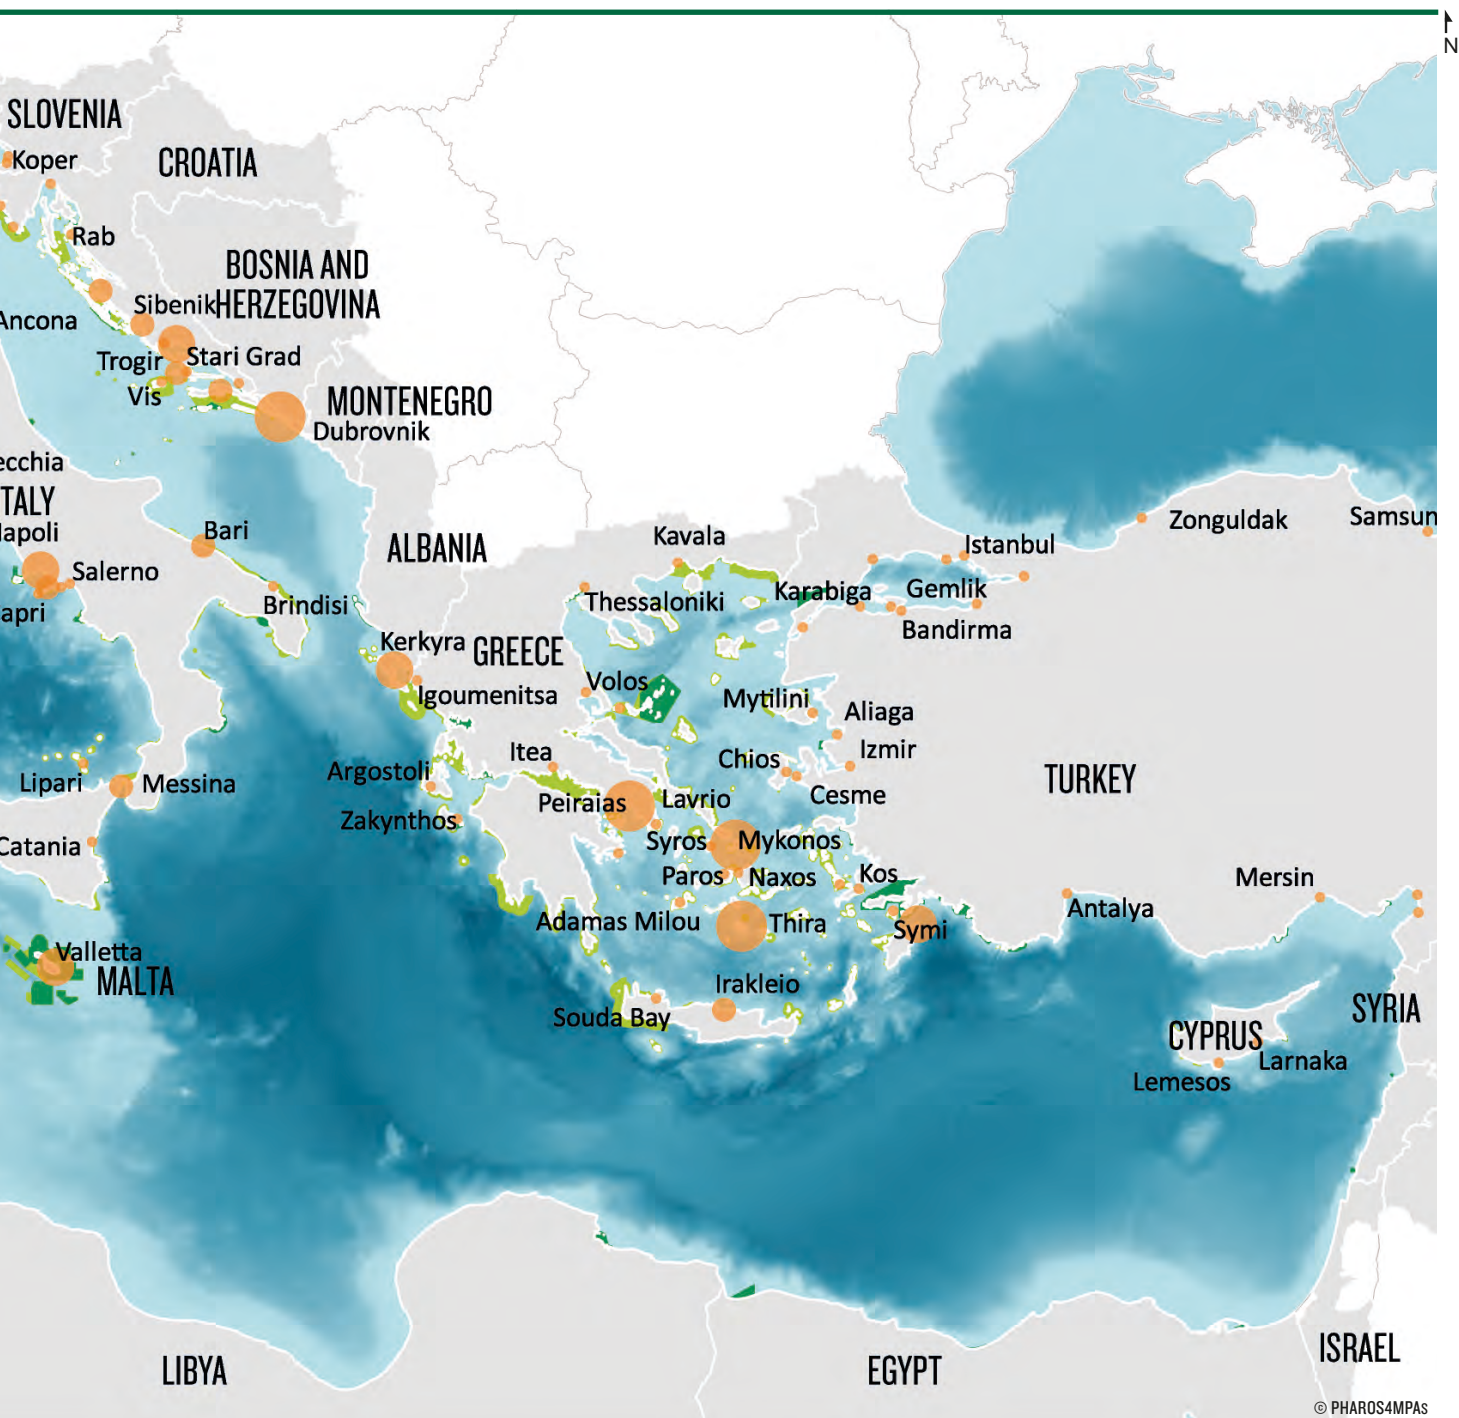 N
SLOVENIA
Koper
CROATIA
Rab
BOSNIA AND
HERZEGOVINA
Sibenik
Ancona
Trogir
Stari Grad
Vis
MONTENEGRO
Dubrovnik
ecchia
TALY
Napoli
Bari
Salerno
apri
Brindisi
ALBANIA
Kavala
Thessaloniki
Karabiga
Istanbul
Gemlik
Bandirma
Zonguldak
Samsun
Kerkyra
GREECE
Igoumenitsa
Volos
Mytilini
Aliaga
Izmir
Chios
Cesme
TURKEY
Itea
Argostoli
Lipari
Messina
Peiraias
Lavrio
Zakynthos
Catania
Syros
Mykonos
Paros
Naxos
Kos
Mersin
Antalya
Adamas Milou
Thira
Symi
Valletta
MALTA
Irakleio
Souda Bay
SYRIA
CYPRUS
Larnaka
Lemesos
LIBYA
EGYPT
ISRAEL
© PHAROS4MPAs